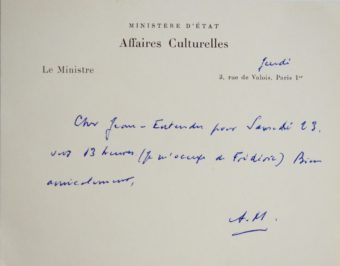 MINISTÈRE D'ÉTAT
Affaires Culturelles
Jeudi
Le Ministre
3, rue de Valois, Paris 1er
Cher Jean - Entendu pour Samedi 23,
vers 13 heures (je m'occupe de Frédéric) Bien
amicalement,
A.M.